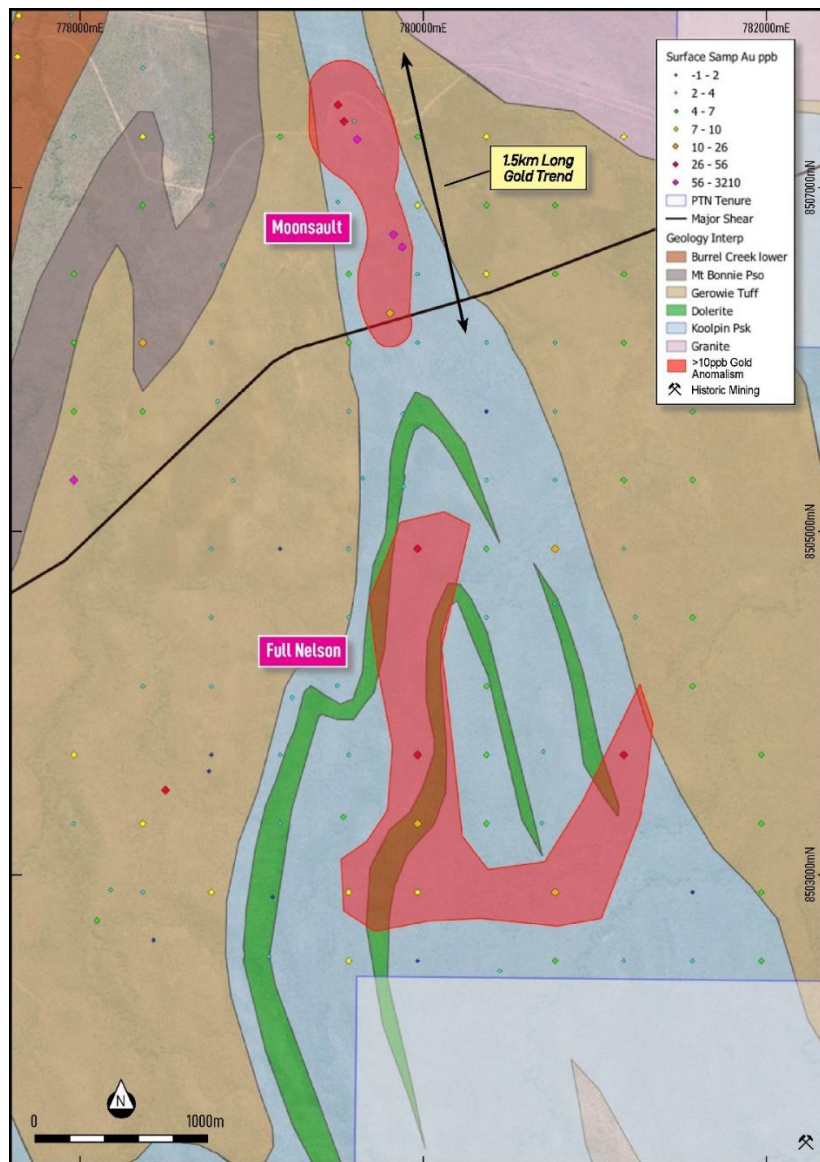 778000mE
780000mE
782000mE
Surface Samp Au ppb
-1 - 2
2 - 4
4 - 7
7 - 10
10 - 26
26 - 56
56 - 3210
PTN Tenure
Major Shear
Geology Interp
Burrel Creek lower
Mt Bonnie Pso
Gerowie Tuff
Dolerite
Koolpin Psk
Granite
>10ppb Gold
Anomalism
Historic Mining
1.5km Long
Gold Trend
8507000mN
Moonsault
8505000mN
Full Nelson
8503000mN
N
0
1000m